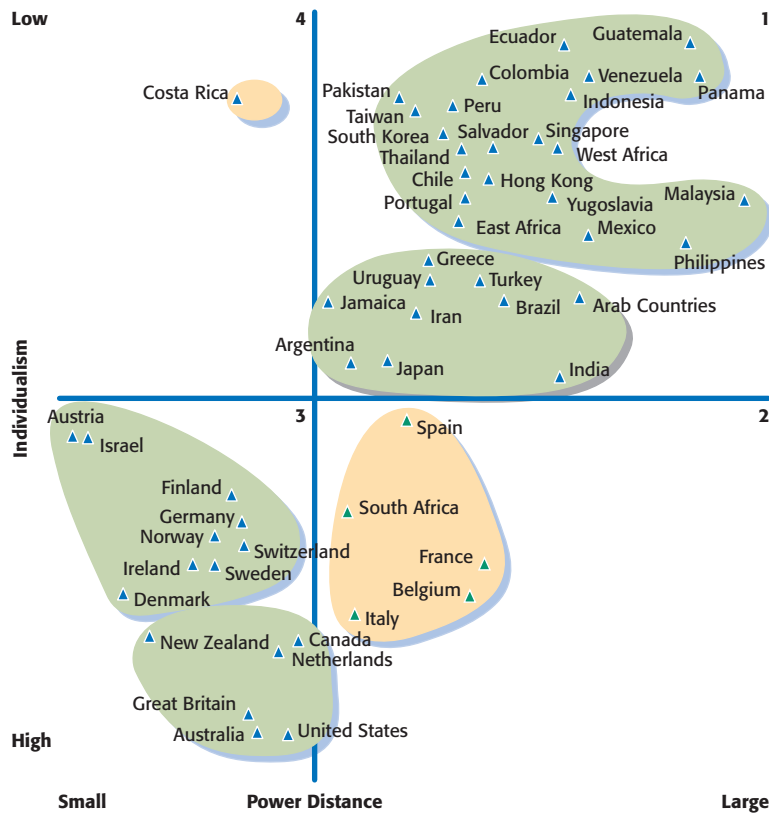 Low
4
1
Ecuador
Guatemala
Costa Rica
Pakistan
Colombia
Venezuela
Panama
Taiwan
Peru
Indonesia
South Korea
Salvador
Singapore
Thailand
West Africa
Chile
Hong Kong
Portugal
Yugoslavia
Malaysia
East Africa
Mexico
Philippines
Greece
Uruguay
Turkey
Jamaica
Iran
Brazil
Arab Countries
Argentina
Japan
India
Individualism
3
2
Austria
Israel
Spain
Finland
Germany
South Africa
Norway
Switzerland
France
Ireland
Sweden
Belgium
Denmark
Italy
New Zealand
Canada
Netherlands
Great Britain
Australia
United States
High
Small
Power Distance
Large